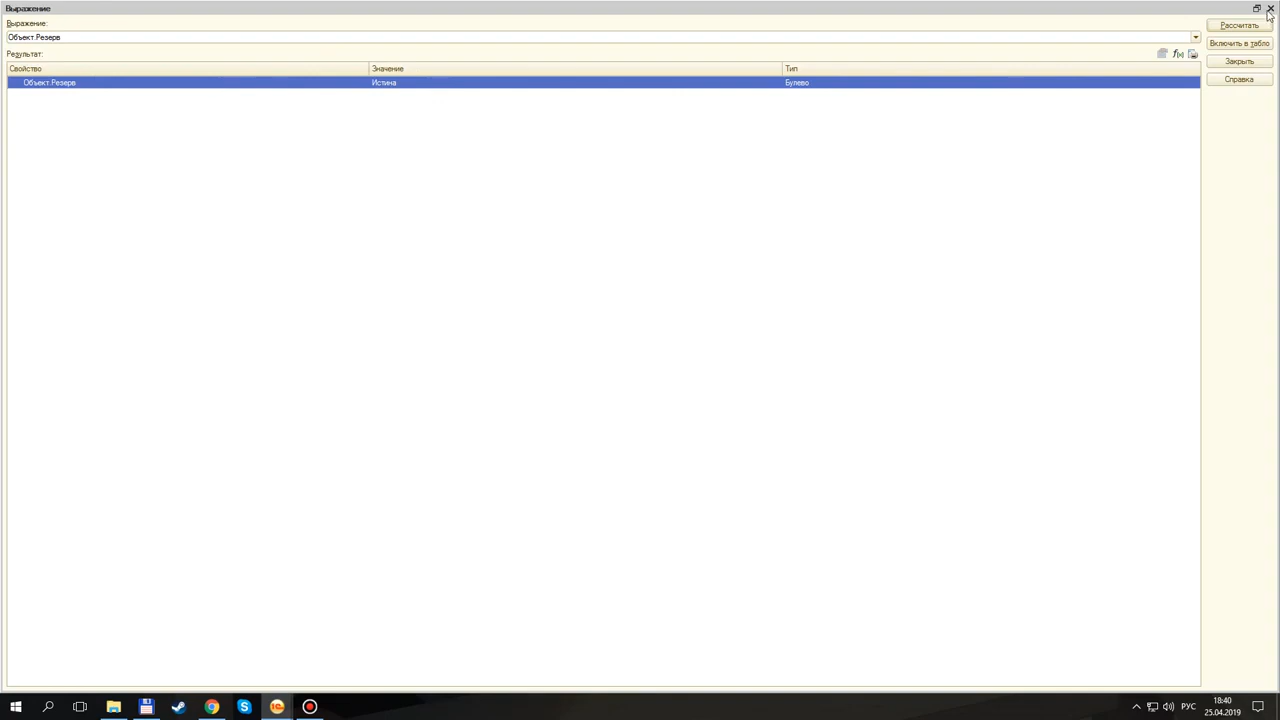 Выражение
Выражение:
Объект.Резерв
Рассчитать
Включить в табло
Результат:
Закрыть
Свойство Значение Тип
Объект.Резерв Истина Булево
Справка
РУС
18:40
25.04.2019